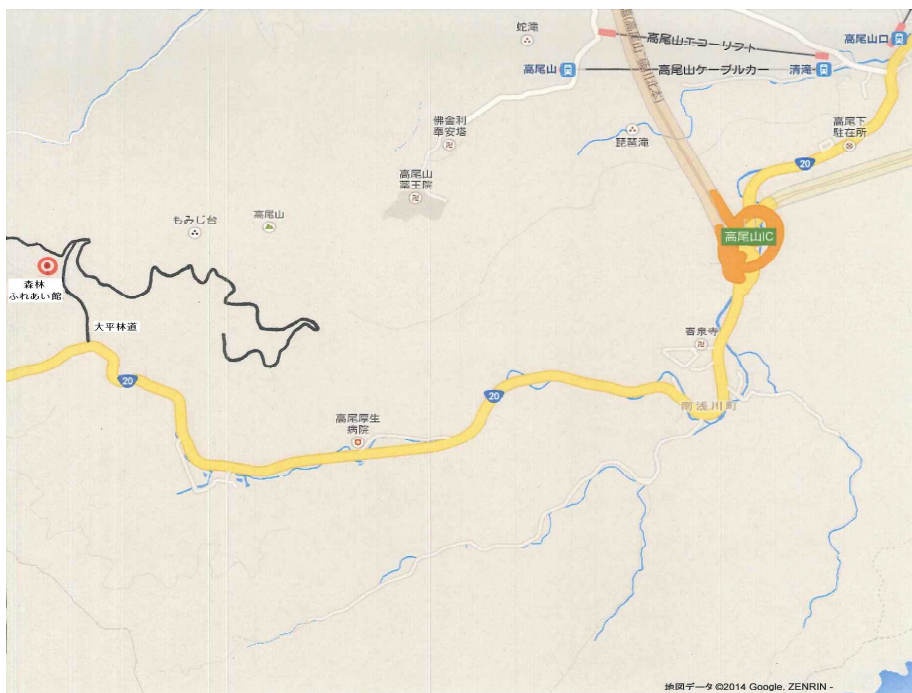 蛇滝
高尾山エコーリフト
高尾山口
高尾山
高尾山ケーブルカー
清滝
佛舎利
奉安塔
琵琶滝
高尾下
駐在所
20
高尾山
薬王院
もみじ台
高尾山
高尾山IC
森林
ふれあい館
大平林道
20
20
高尾厚生
病院
南浅川町
地図データ ©2014 Google, ZENRIN -